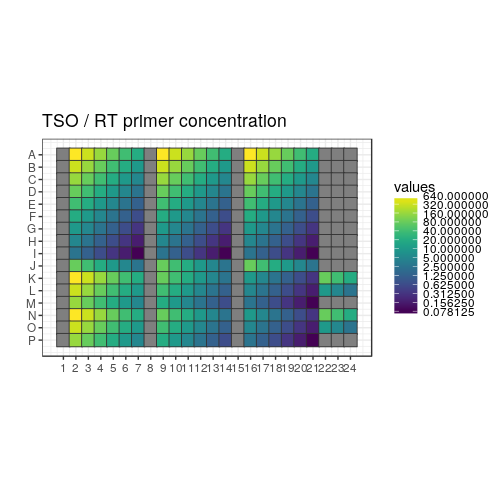 TSO / RT primer concentration
A
B
C
D
E
F
G
H
I
J
K
L
M
N
O
P
1 2 3 4 5 6 7 8 9 10 11 12 13 14 15 16 17 18 19 20 21 22 23 24
values
640.000000
320.000000
160.000000
80.000000
40.000000
20.000000
10.000000
5.000000
2.500000
1.250000
0.625000
0.312500
0.156250
0.078125